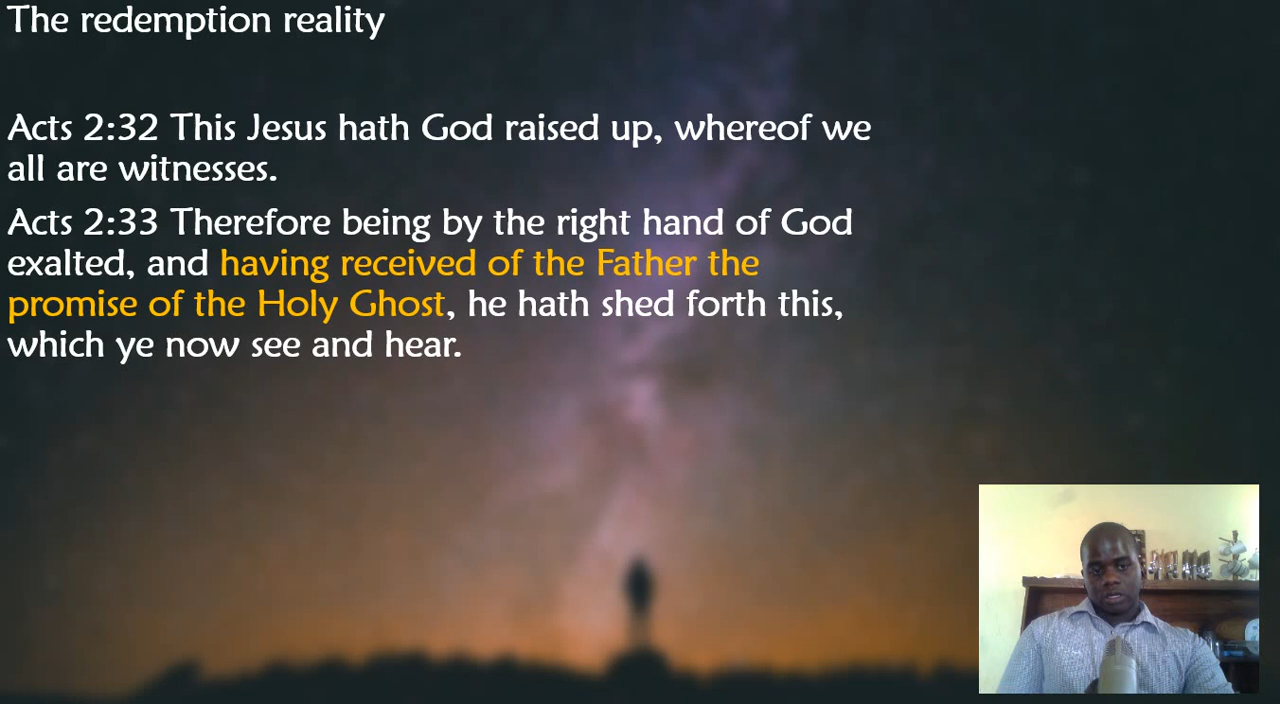 The redemption reality
Acts 2:32 This Jesus hath God raised up, whereof we
all are witnesses.
Acts 2:33 Therefore being by the right hand of God
exalted, and having received of the Father the
promise of the Holy Ghost, he hath shed forth this,
which ye now see and hear.